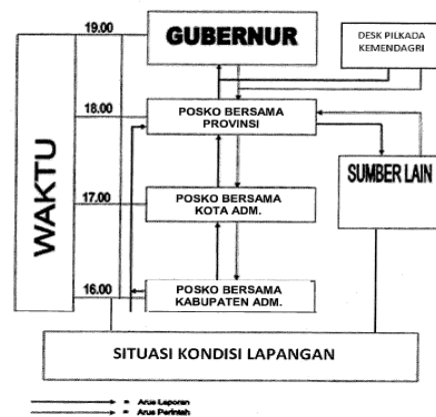 19.00
GUBERNUR
DESK PILKADA
KEMENDAGRI
18.00
POSKO BERSAMA
PROVINSI
WAKTU
SUMBER LAIN
17.00
POSKO BERSAMA
KOTA ADM.
16.00
POSKO BERSAMA
KABUPATEN ADM.
SITUASI KONDISI LAPANGAN
= Arus Laporan
= Arus Perintah